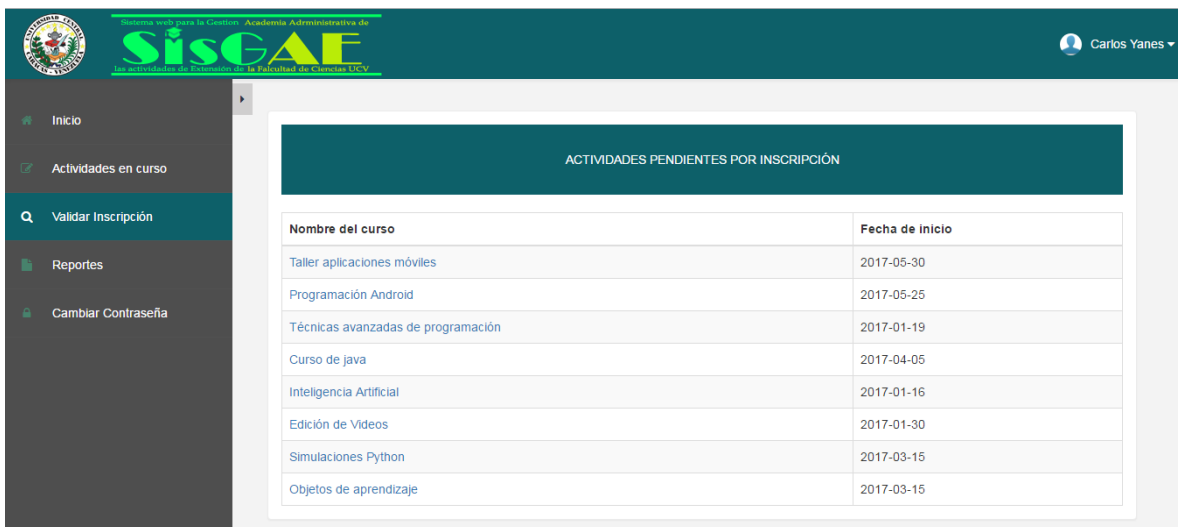 Sistema web para la Gestion Academia Adrministrativa de
SisGAE
las actividades de Extensión de la Falcultad de Ciencias UCV
Carlos Yanes
Inicio
Actividades en curso
Validar Inscripción
Reportes
Cambiar Contraseña
ACTIVIDADES PENDIENTES POR INSCRIPCIÓN
Nombre del curso Fecha de inicio
Taller aplicaciones móviles 2017-05-30
Programación Android 2017-05-25
Técnicas avanzadas de programación 2017-01-19
Curso de java 2017-04-05
Inteligencia Artificial 2017-01-16
Edición de Videos 2017-01-30
Simulaciones Python 2017-03-15
Objetos de aprendizaje 2017-03-15